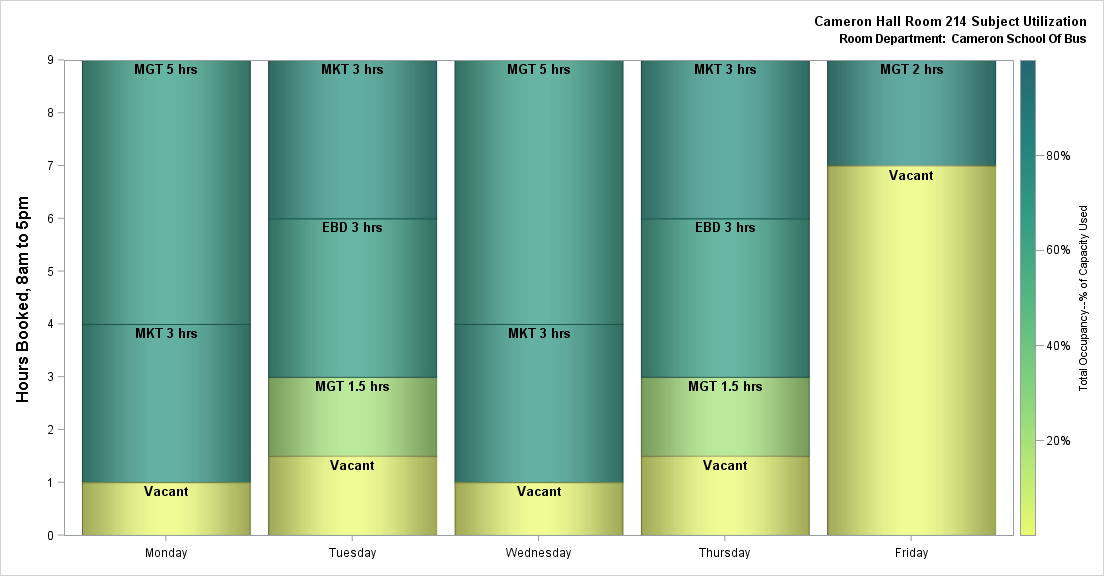 Cameron Hall Room 214 Subject Utilization
Room Department: Cameron School Of Bus
Hours Booked, 8am to 5pm
9
8
7
6
5
4
3
2
1
0
MGT 5 hrs
MKT 3 hrs
Vacant
MKT 3 hrs
EBD 3 hrs
MGT 1.5 hrs
Vacant
MGT 5 hrs
MKT 3 hrs
Vacant
MKT 3 hrs
EBD 3 hrs
MGT 1.5 hrs
Vacant
MGT 2 hrs
Vacant
Monday
Tuesday
Wednesday
Thursday
Friday
80%
60%
40%
20%
Total Occupancy--% of Capacity Used